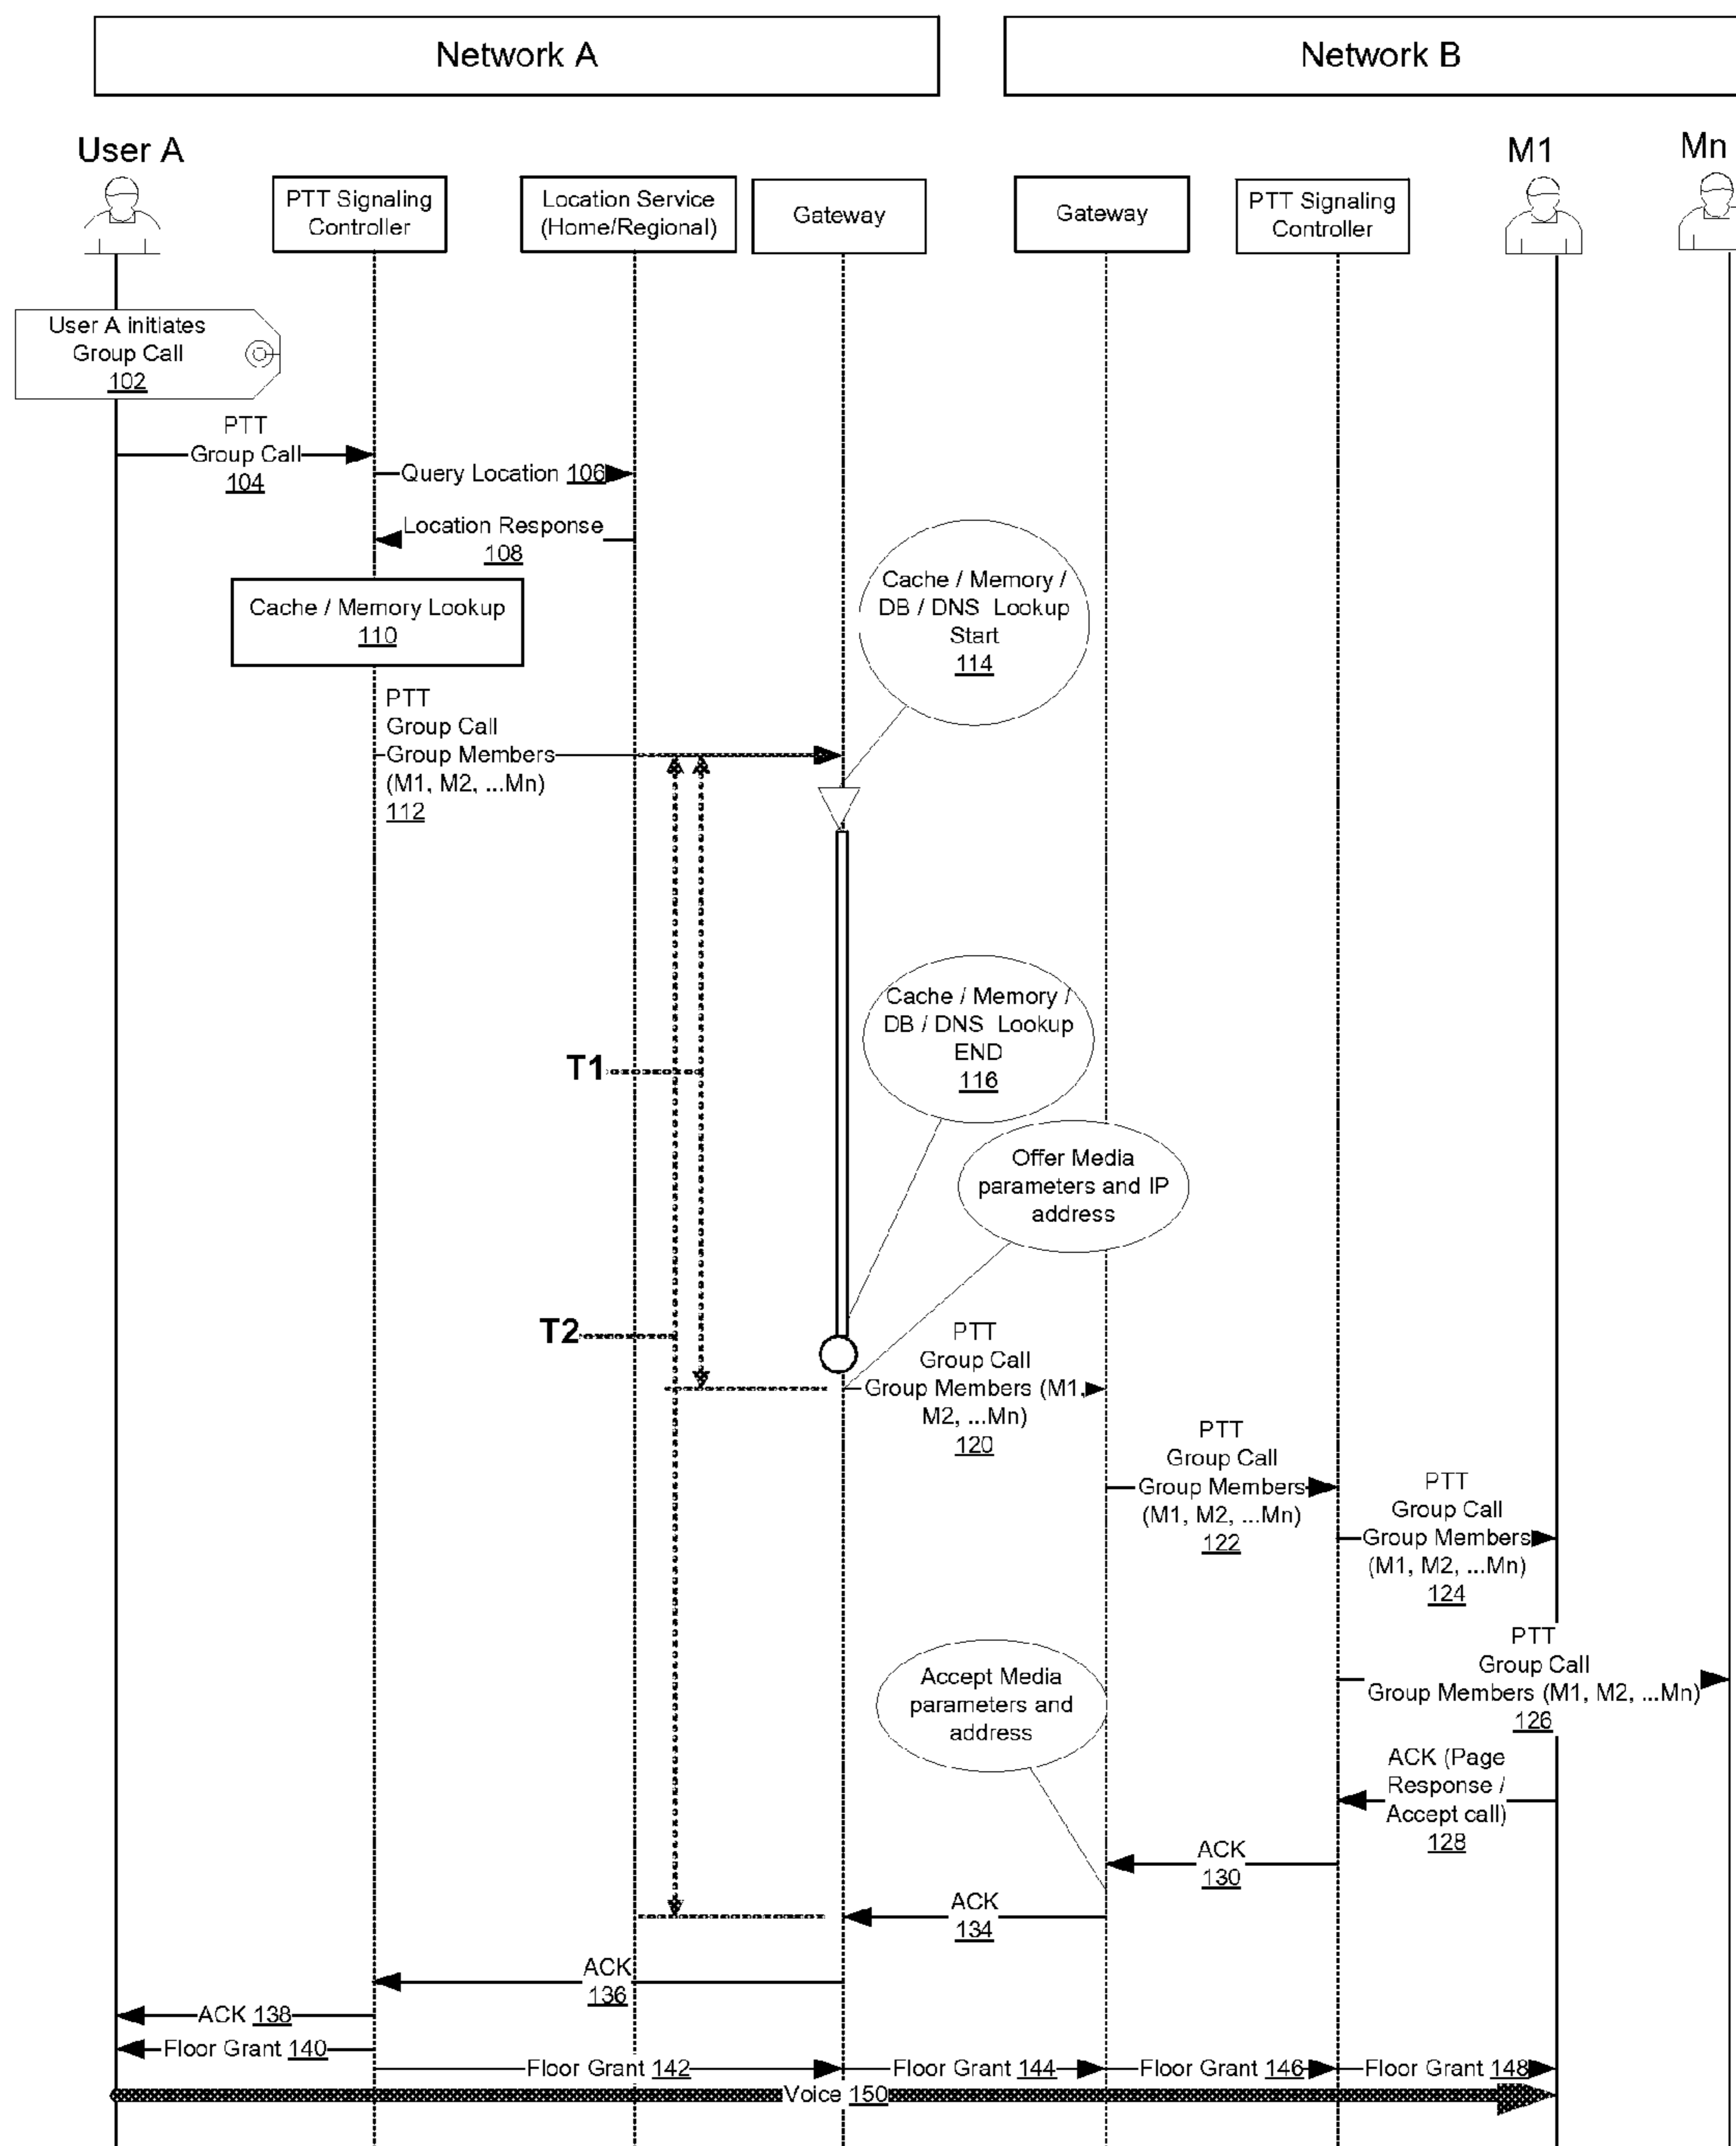 Network A
Network B
User A
M1
Mn
PTT Signaling
Controller
Location Service
(Home/Regional)
Gateway
Gateway
PTT Signaling
Controller
User A initiates
Group Call
102
PTT
Group Call
104
Query Location 106
Location Response
108
Cache / Memory Lookup
110
Cache / Memory /
DB / DNS Lookup
Start
114
PTT
Group Call
Group Members
(M1, M2, ...Mn)
112
Cache / Memory /
DB / DNS Lookup
END
116
T1
Offer Media
parameters and IP
address
T2
PTT
Group Call
Group Members (M1,
M2, ...Mn)
120
PTT
Group Call
Group Members
(M1, M2, ...Mn)
122
PTT
Group Call
Group Members
(M1, M2, ...Mn)
124
PTT
Group Call
Group Members (M1, M2, ...Mn)
126
Accept Media
parameters and
address
ACK (Page
Response /
Accept call)
128
ACK
130
ACK
134
ACK
136
ACK 138
Floor Grant 140
Floor Grant 142
Floor Grant 144
Floor Grant 146
Floor Grant 148
Voice 150